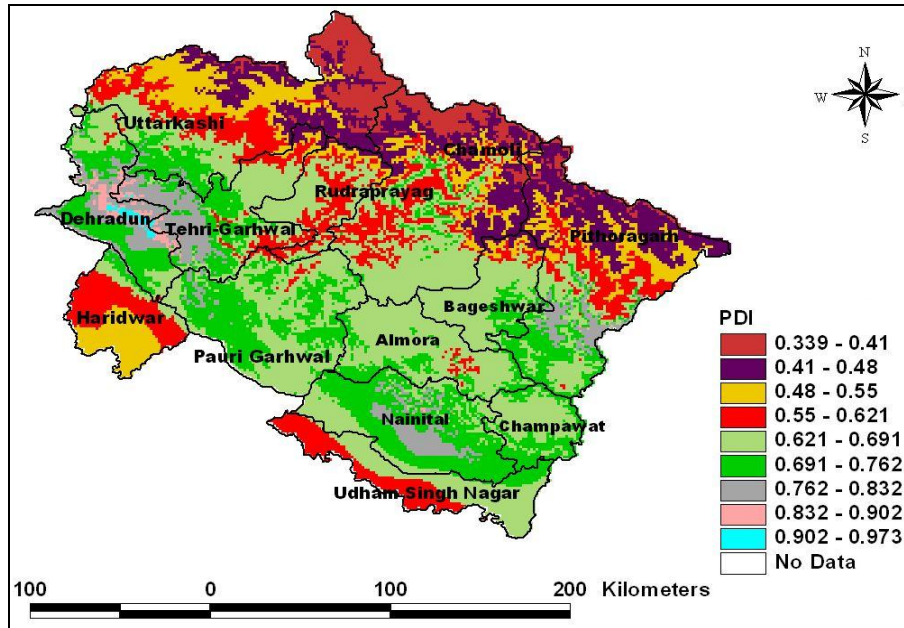 N
W
E
S
Uttarkashi
Chamoli
Rudraprayag
Dehradun
Tehri-Garhwal
Pithoragarh
Haridwar
Bageshwar
Pauri Garhwal
Almora
Nainital
Champawat
Udham Singh Nagar
PDI
0.339 - 0.41
0.41 - 0.48
0.48 - 0.55
0.55 - 0.621
0.621 - 0.691
0.691 - 0.762
0.762 - 0.832
0.832 - 0.902
0.902 - 0.973
No Data
100 0 100 200 Kilometers